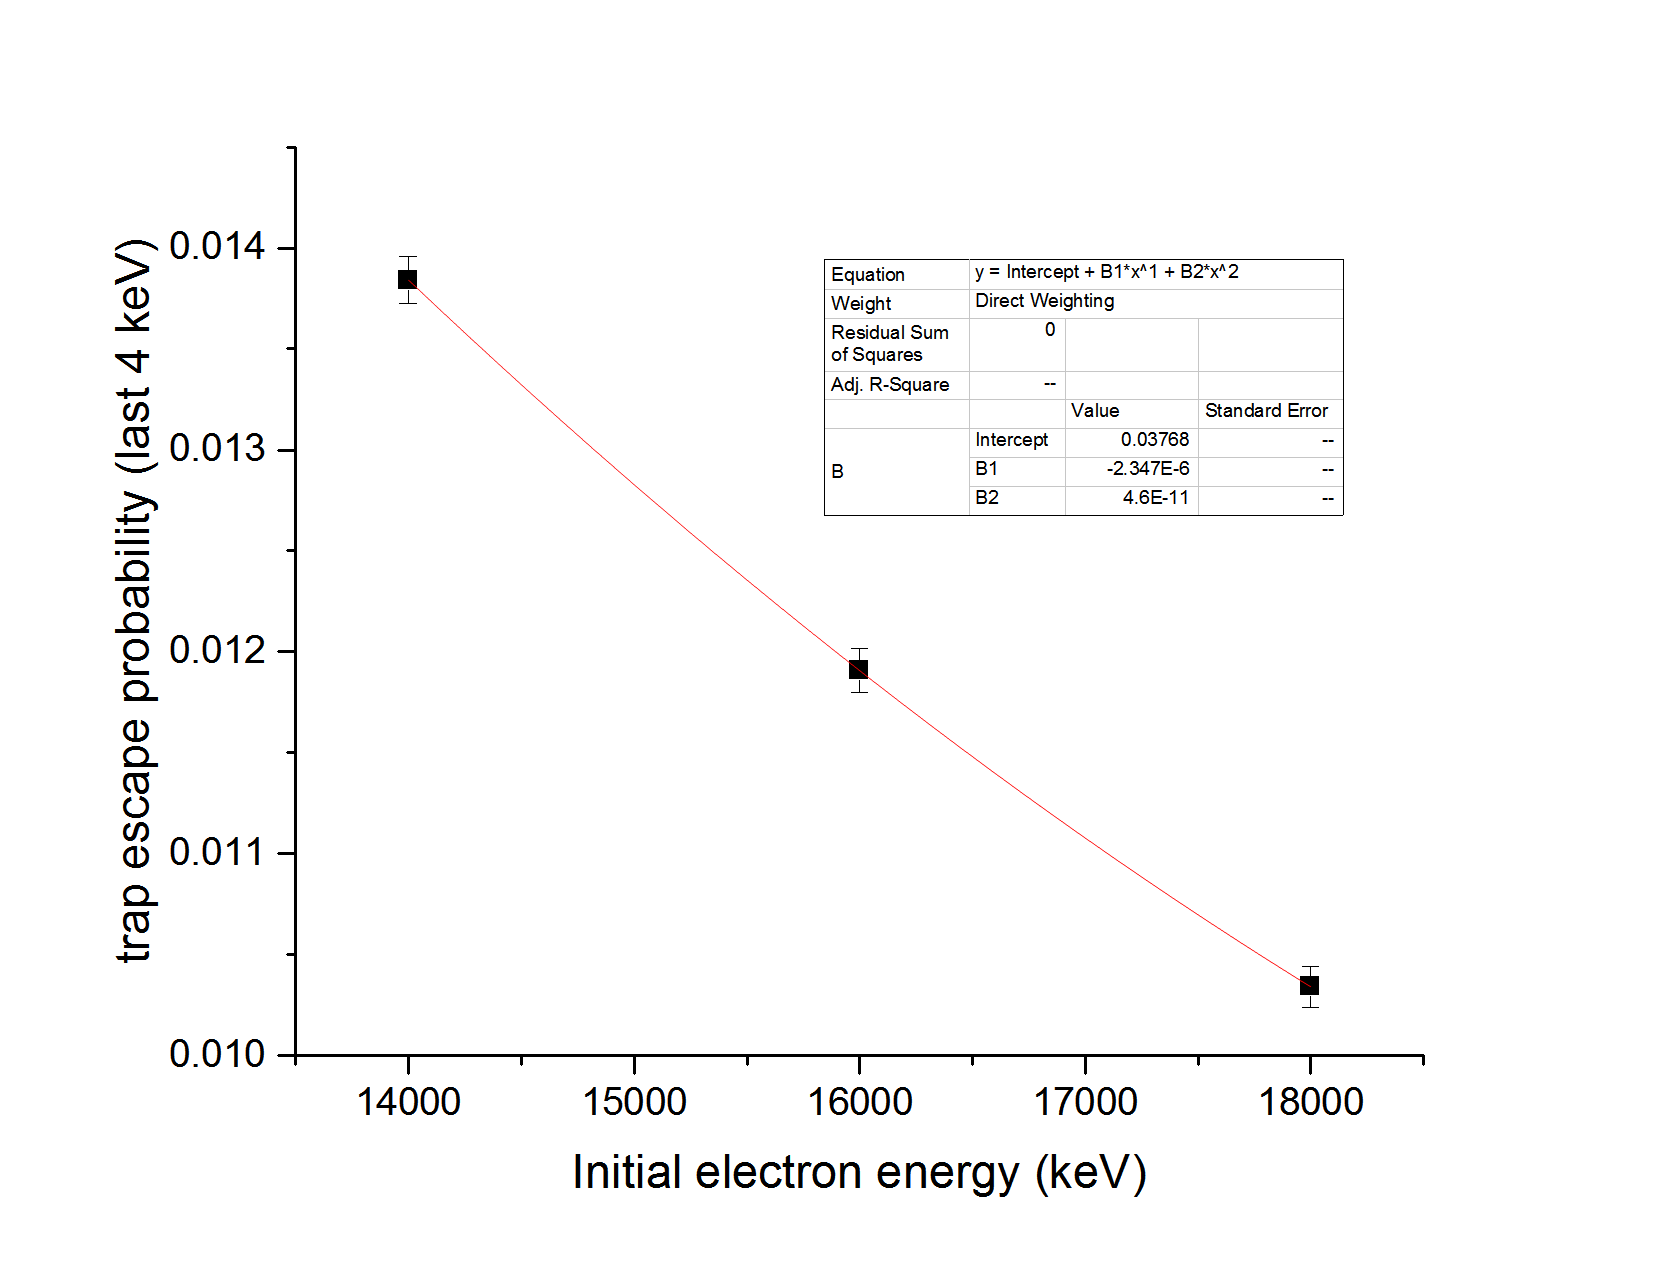 trap escape probability (last 4 keV)
0.014
0.013
0.012
0.011
0.010
Equation y = Intercept + B1*x^1 + B2*x^2
Weight Direct Weighting
Residual Sum of Squares 0
Adj. R-Square --
Value Standard Error
B Intercept 0.03768 --
B1 -2.347E-6 --
B2 4.6E-11 --
14000 15000 16000 17000 18000
Initial electron energy (keV)